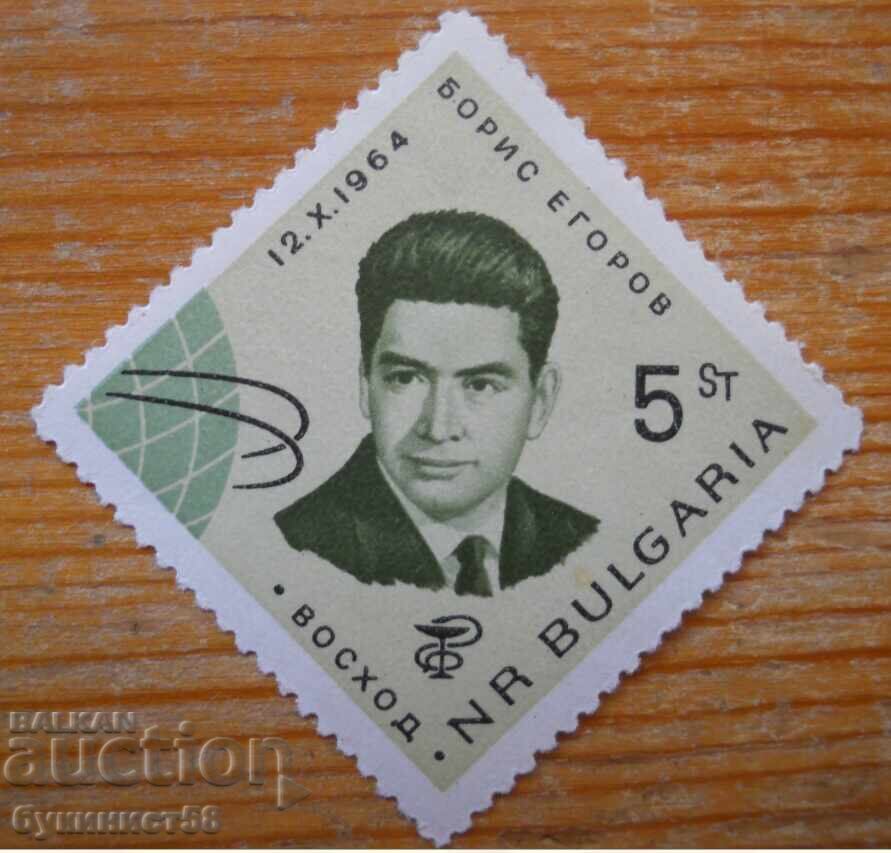 12.X.1964
БОРИС ЕГОРОВ
5 ST
• ВОСХОД
• NR BULGARIA
BALKAN
auction
букинист58